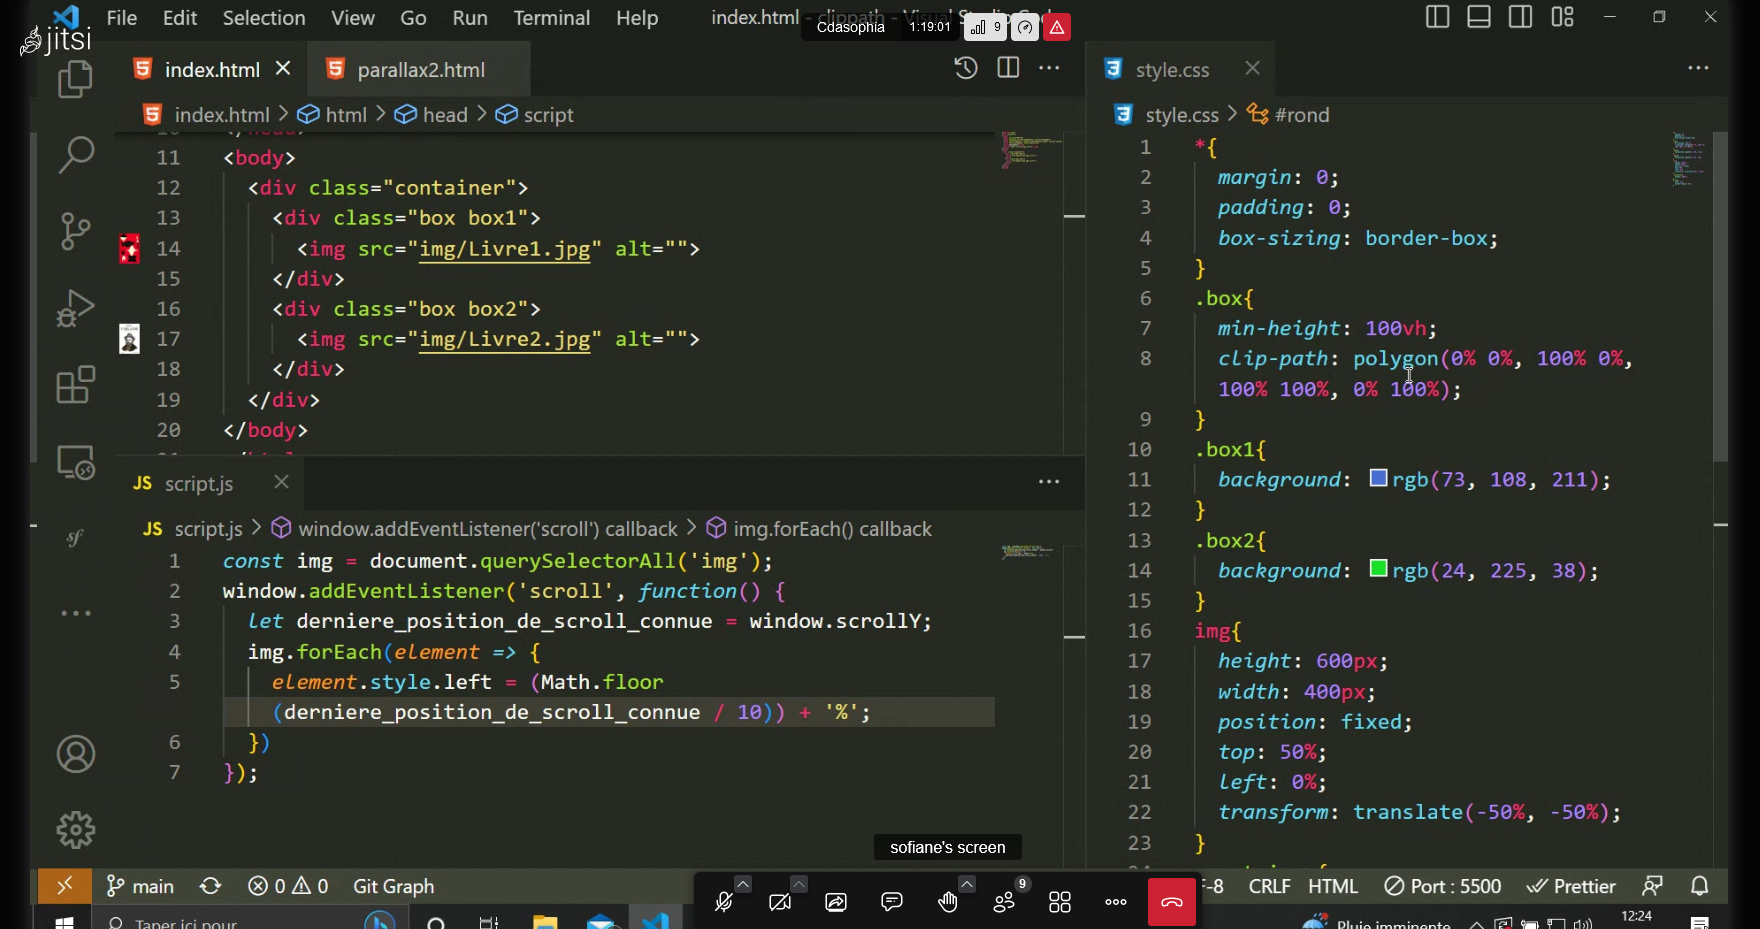 File Edit Selection View Go Run Terminal Help
index.html - clippath - Visual
Cdasophia 1:19:01 9
jitsi
index.html
parallax2.html
index.html > html > head > script
11 <body>
12 <div class="container">
13 <div class="box box1">
14 <img src="img/Livre1.jpg" alt="">
15 </div>
16 <div class="box box2">
17 <img src="img/Livre2.jpg" alt="">
18 </div>
19 </div>
20 </body>
JS script.js
JS script.js > window.addEventListener('scroll') callback > img.forEach() callback
1 const img = document.querySelectorAll('img');
2 window.addEventListener('scroll', function() {
3 let derniere_position_de_scroll_connue = window.scrollY;
4 img.forEach(element => {
5 element.style.left = (Math.floor
(derniere_position_de_scroll_connue / 10)) + '%';
6 })
7 });
style.css
style.css > #rond
1 *{
2 margin: 0;
3 padding: 0;
4 box-sizing: border-box;
5 }
6 .box{
7 min-height: 100vh;
8 clip-path: polygon(0% 0%, 100% 0%,
100% 100%, 0% 100%);
9 }
10 .box1{
11 background: rgb(73, 108, 211);
12 }
13 .box2{
14 background: rgb(24, 225, 38);
15 }
16 img{
17 height: 600px;
18 width: 400px;
19 position: fixed;
20 top: 50%;
21 left: 0%;
22 transform: translate(-50%, -50%);
23 }
sofiane's screen
main 0 0 Git Graph
F-8 CRLF HTML Port : 5500 Prettier
9
Taper ici pour
Pluie imminente
12:24